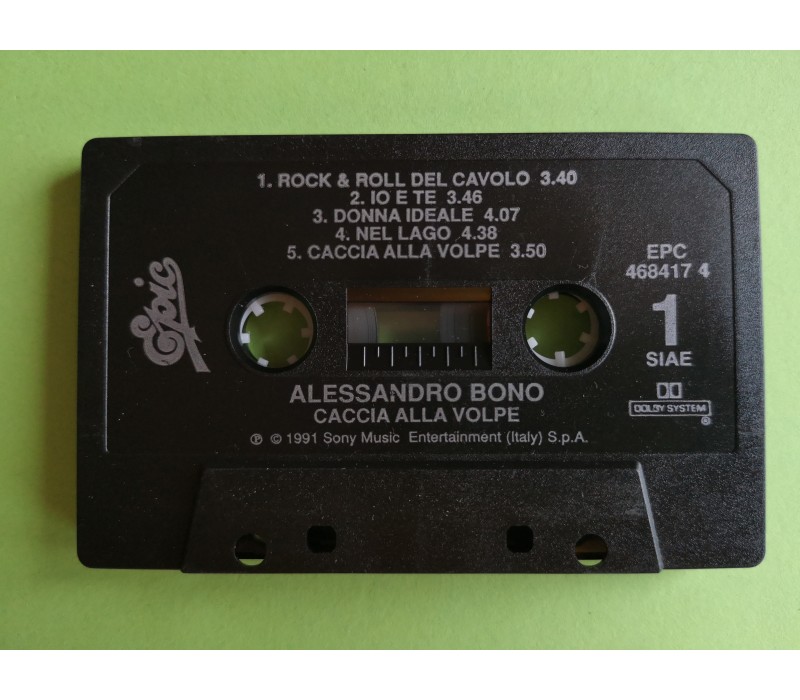 1. ROCK & ROLL DEL CAVOLO 3.40
2. IO E TE 3.46
3. DONNA IDEALE 4.07
4. NEL LAGO 4.38
5. CACCIA ALLA VOLPE 3.50
EPC
468417 4
Epic
1
SIAE
ALESSANDRO BONO
CACCIA ALLA VOLPE
DOLBY SYSTEM
®
℗ © 1991 Sony Music Entertainment (Italy) S.p.A.